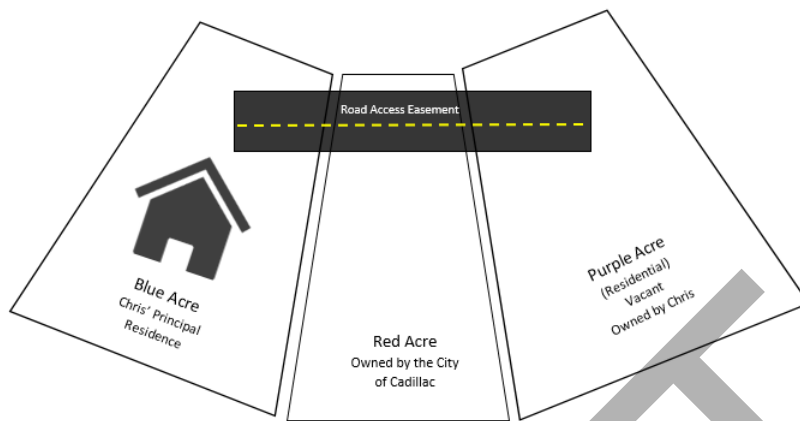 Road Access Easement
Blue Acre
Chris' Principal
Residence
Red Acre
Owned by the City
of Cadillac
Purple Acre
(Residential)
Vacant
Owned by Chris